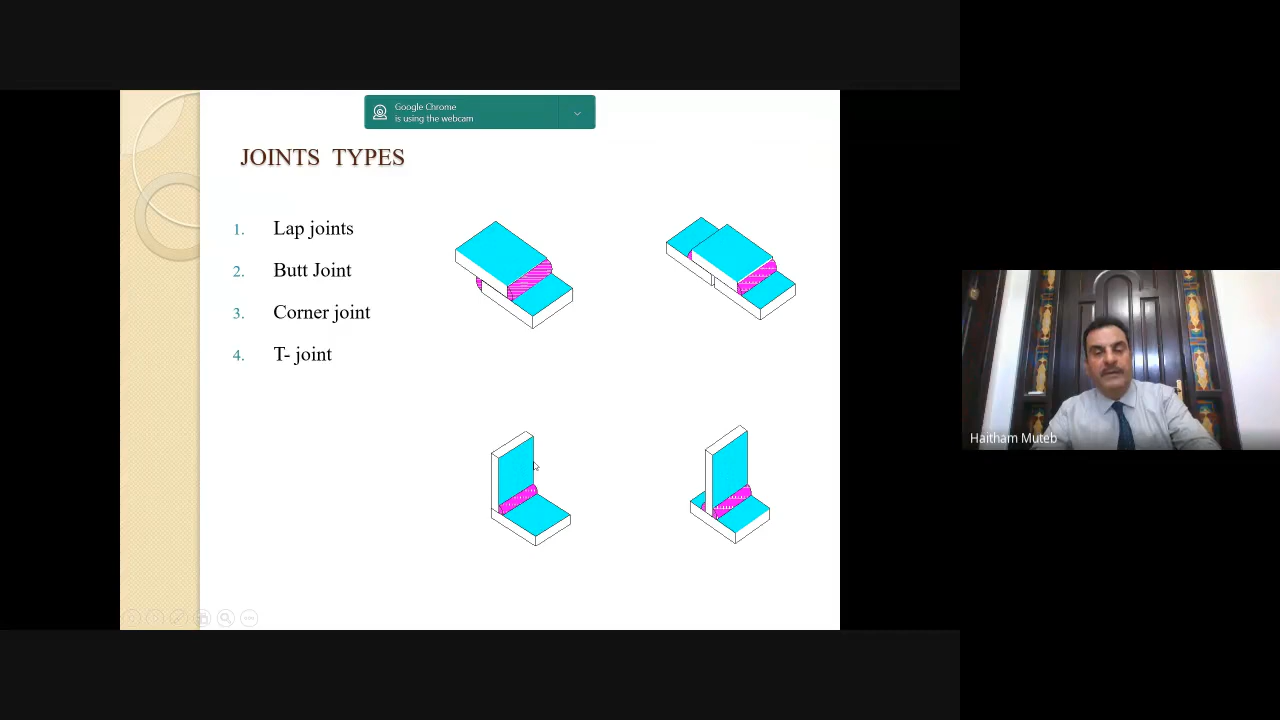 Google Chrome
is using the webcam
JOINTS TYPES
1. Lap joints
2. Butt Joint
3. Corner joint
4. T- joint
Haitham Muteb